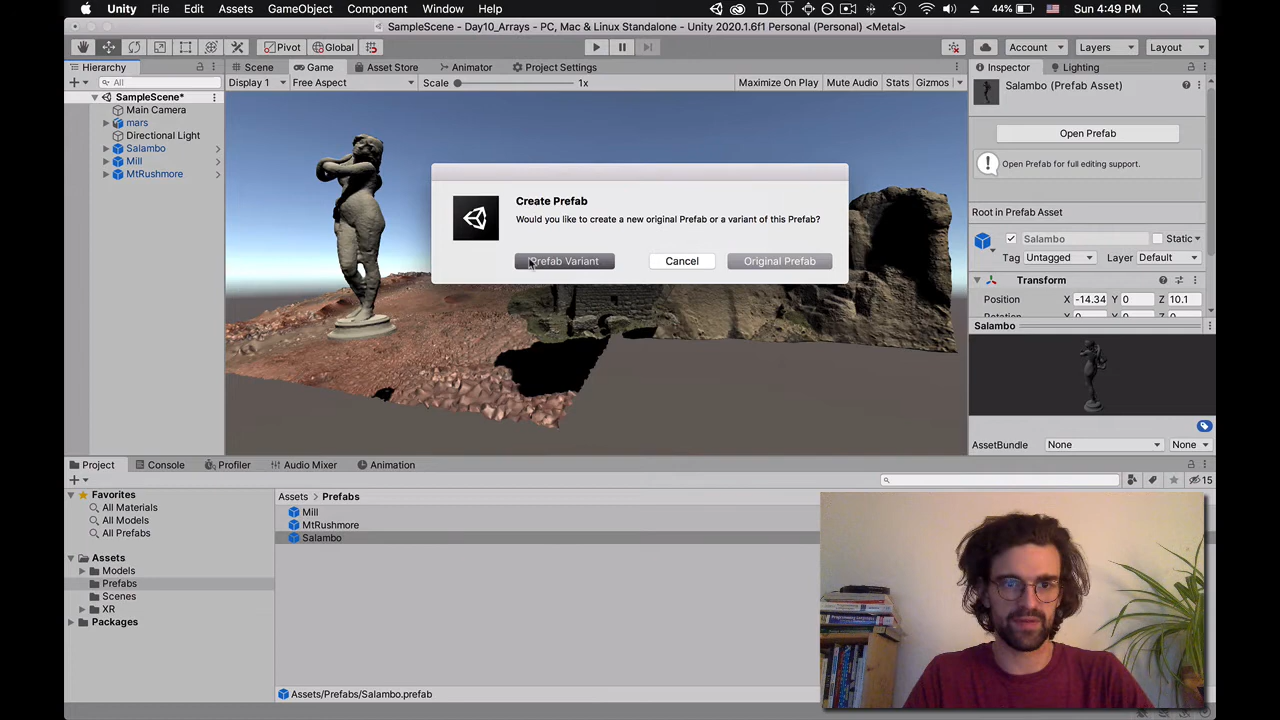 Unity File Edit Assets GameObject Component Window Help 44% Sun 4:49 PM
SampleScene - Day10_Arrays - PC, Mac & Linux Standalone - Unity 2020.1.6f1 Personal (Personal) <Metal>
Pivot Global Account Layers Layout
Hierarchy Scene Game Asset Store Animator Project Settings Inspector Lighting
All Display 1 Free Aspect Scale 1x Maximize On Play Mute Audio Stats Gizmos
Salambo (Prefab Asset)
SampleScene*
Main Camera
mars
Directional Light
Salambo
Mill
MtRushmore
Create Prefab
Would you like to create a new original Prefab or a variant of this Prefab?
Prefab Variant Cancel Original Prefab
Open Prefab
Open Prefab for full editing support.
Root in Prefab Asset
Salambo Static
Tag Untagged Layer Default
Transform
Position X -14.34 Y 0 Z 10.1
Salambo
AssetBundle None None
Project Console Profiler Audio Mixer Animation
15
Favorites
All Materials
All Models
All Prefabs
Assets
Models
Prefabs
Scenes
XR
Packages
Assets > Prefabs
Mill
MtRushmore
Salambo
Assets/Prefabs/Salambo.prefab